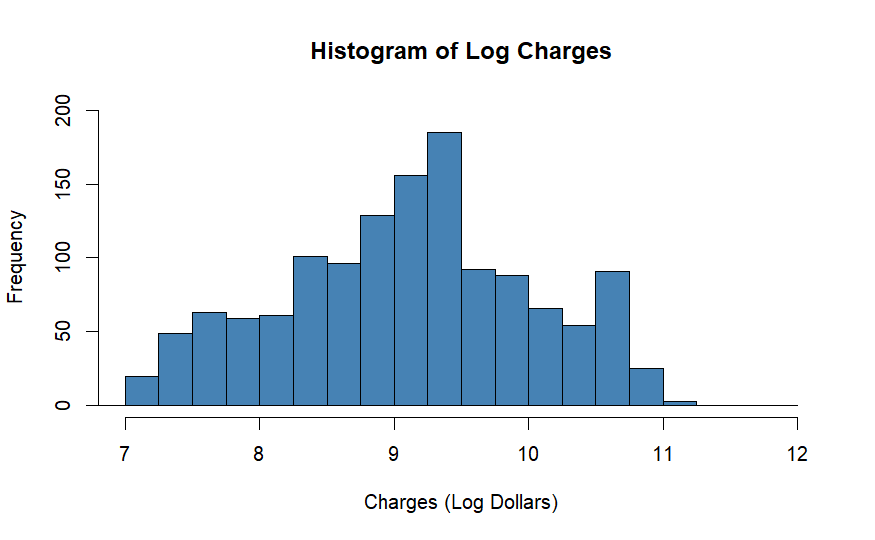 Histogram of Log Charges
Frequency
200
150
100
50
0
7 8 9 10 11 12
Charges (Log Dollars)